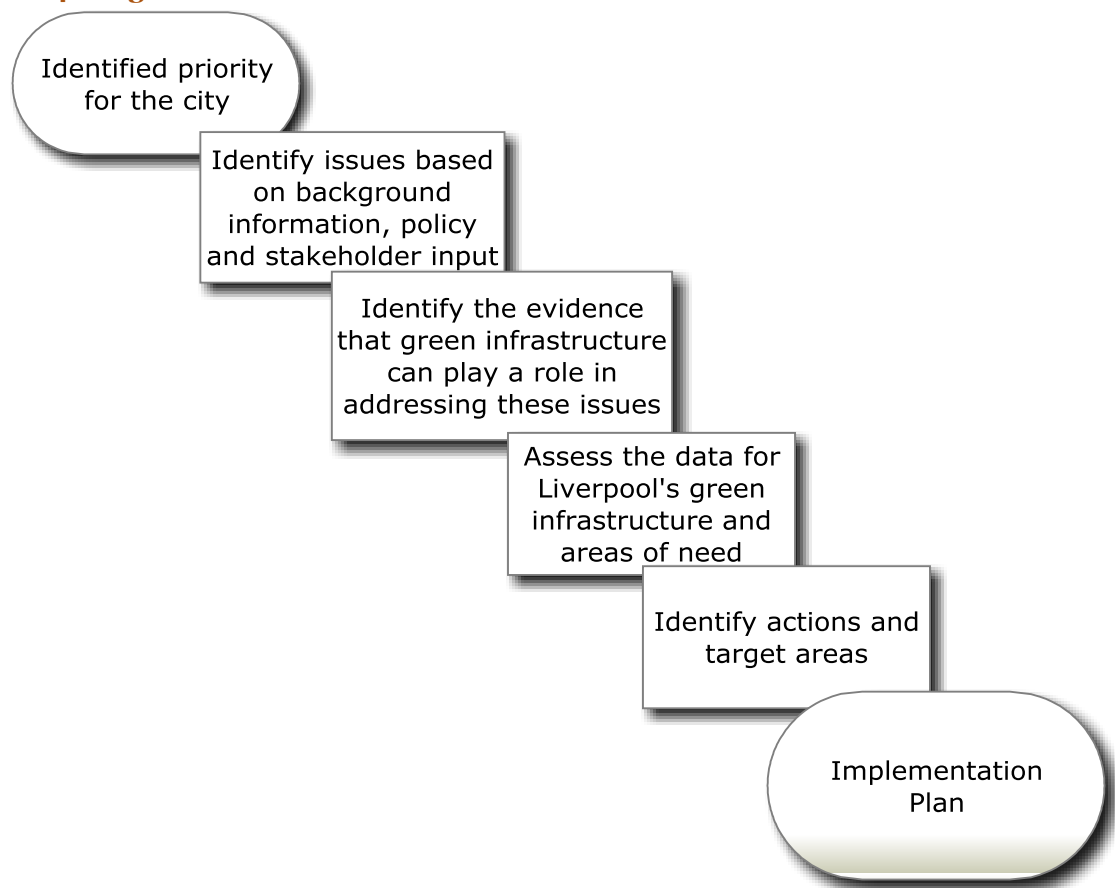 Identified priority
for the city
Identify issues based
on background
information, policy
and stakeholder input
Identify the evidence
that green infrastructure
can play a role in
addressing these issues
Assess the data for
Liverpool's green
infrastructure and
areas of need
Identify actions and
target areas
Implementation
Plan